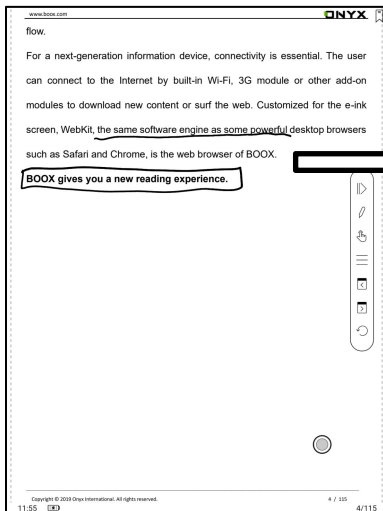 www.boox.com
ONYX
flow.
For a next-generation information device, connectivity is essential. The user
can connect to the Internet by built-in Wi-Fi, 3G module or other add-on
modules to download new content or surf the web. Customized for the e-ink
screen, WebKit, the same software engine as some powerful desktop browsers
such as Safari and Chrome, is the web browser of BOOX.
BOOX gives you a new reading experience.
Copyright © 2019 Onyx International. All rights reserved.
4 / 115
11:55
4/115